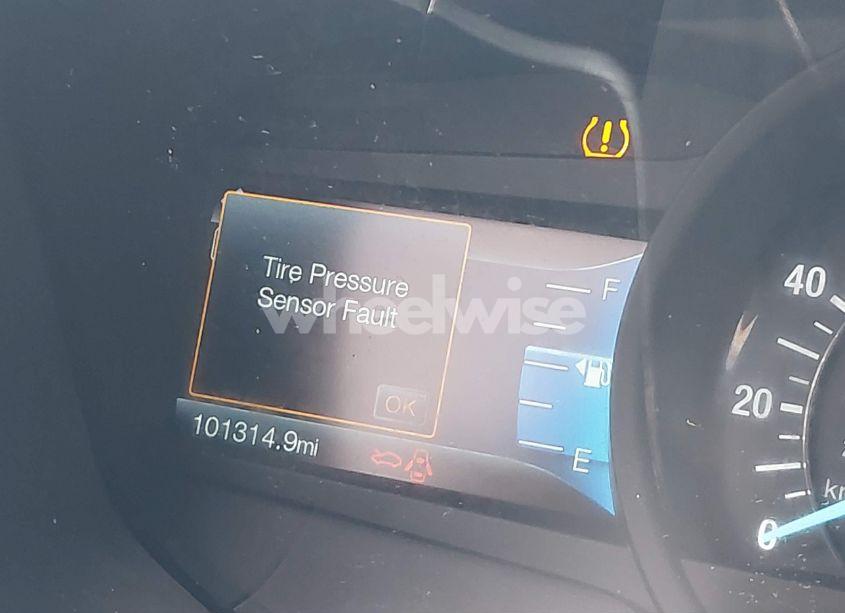 Tire Pressure
Sensor Fault
wheelwise
OK
101314.9mi
F
E
40
20
0